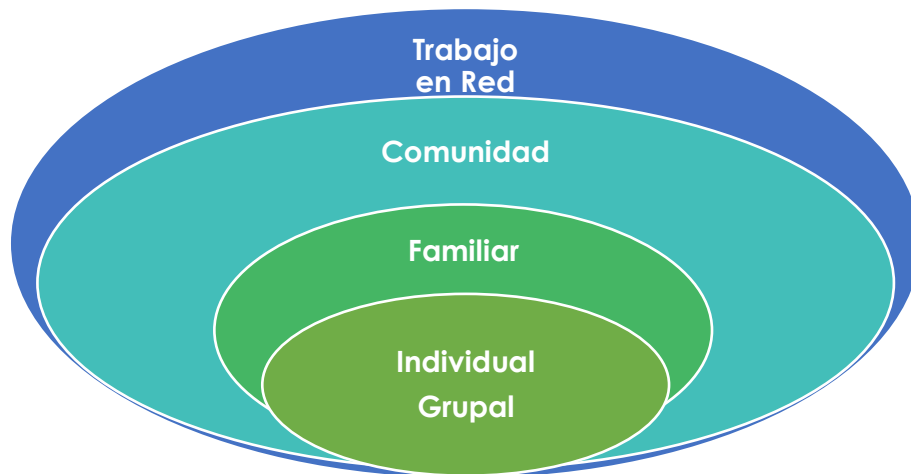 Trabajo
en Red
Comunidad
Familiar
Individual
Grupal